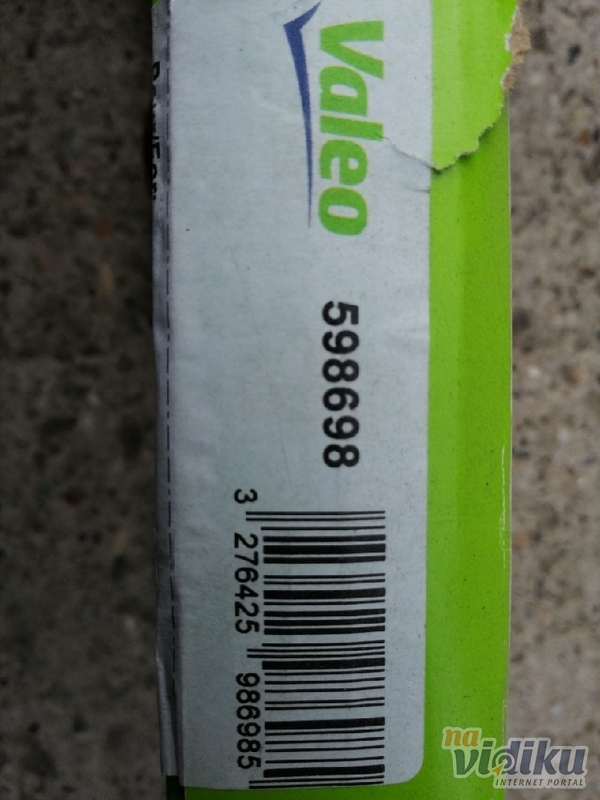 Valeo
598698
3 276425 986985
na
vidiku
INTERNET PORTAL